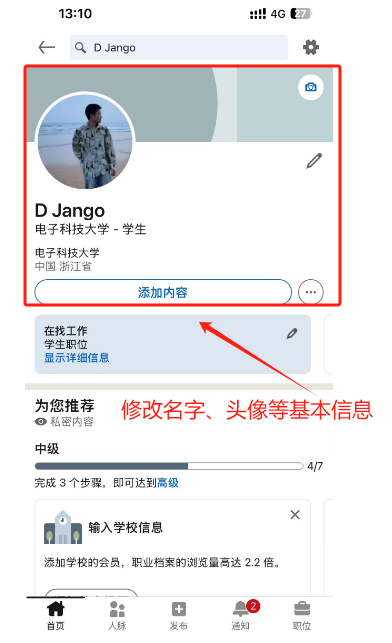 13:10
4G 27
D Jango
D Jango
电子科技大学 - 学生
电子科技大学
中国 浙江省
添加内容
在找工作
学生职位
显示详细信息
为您推荐
私密内容
修改名字、头像等基本信息
中级
4/7
完成 3 个步骤，即可达到高级
输入学校信息
添加学校的会员，职业档案的浏览量高达 2.2 倍。
2
首页 人脉 发布 通知 职位